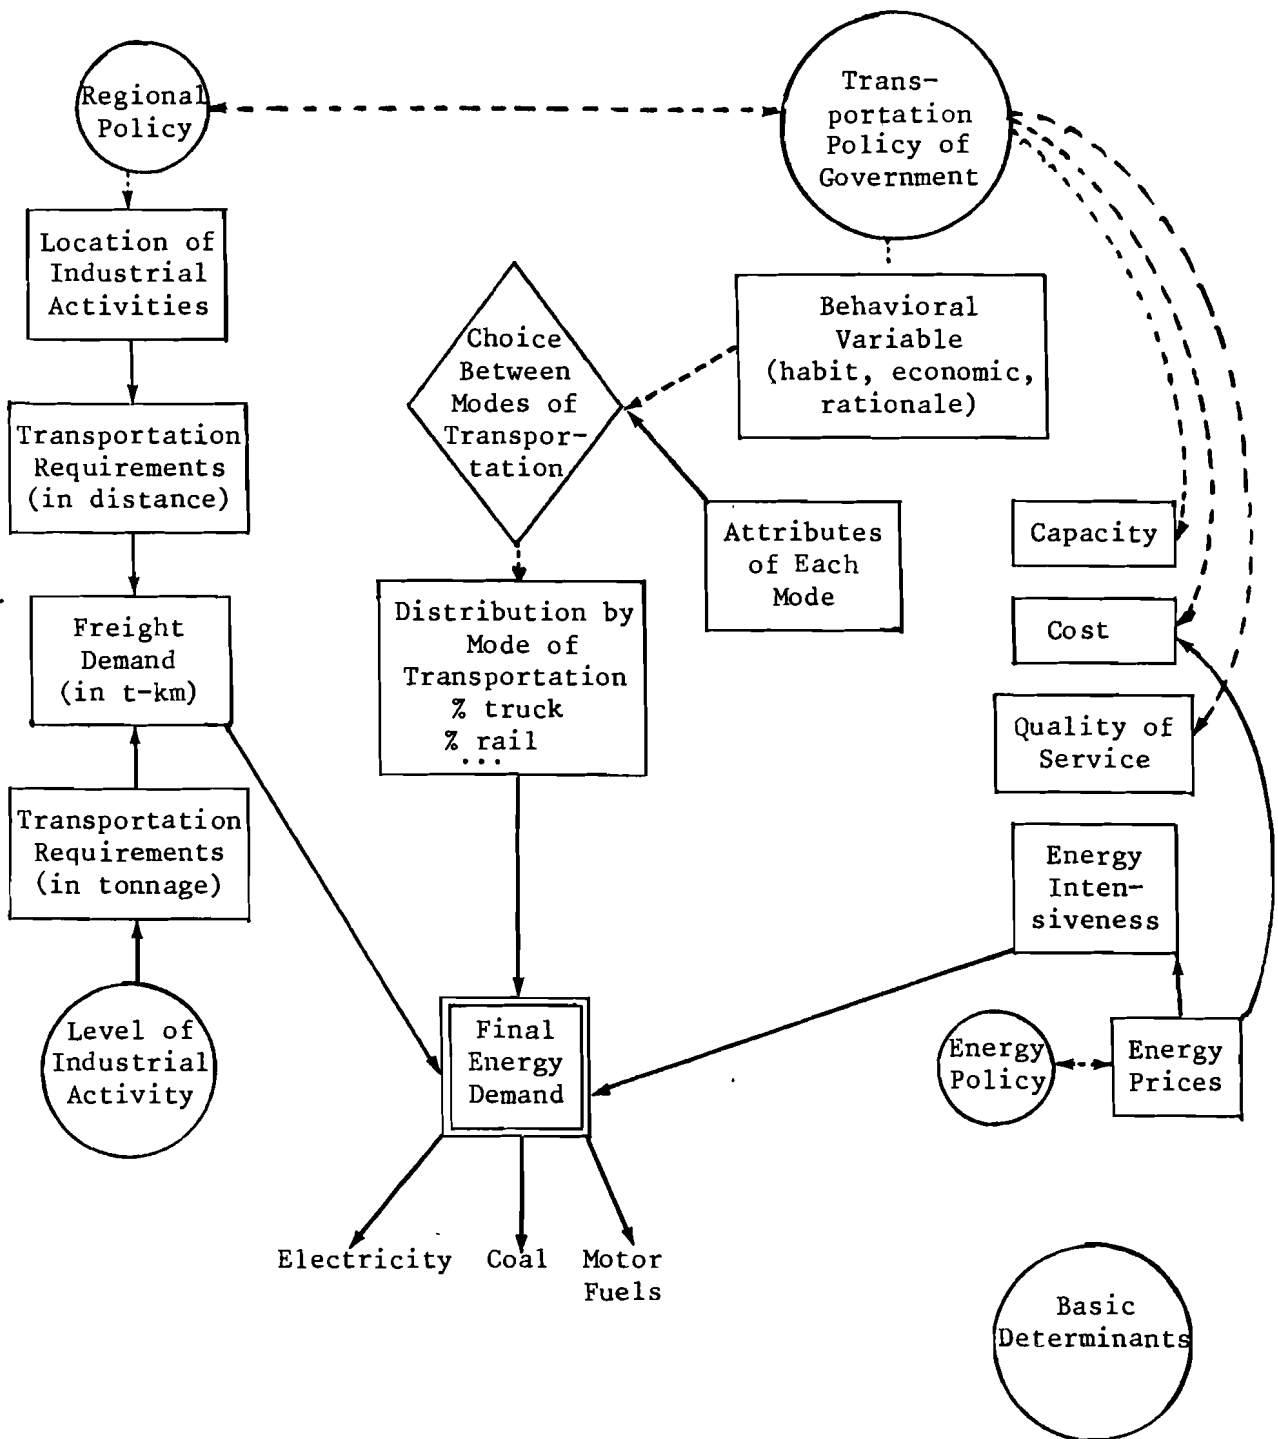 Regional
Policy
Trans-
portation
Policy of
Government
Location of
Industrial
Activities
Choice
Between
Modes of
Transpor-
tation
Behavioral
Variable
(habit, economic,
rationale)
Transportation
Requirements
(in distance)
Attributes
of Each
Mode
Capacity
Freight
Demand
(in t-km)
Distribution by
Mode of
Transportation
% truck
% rail
...
Cost
Quality of
Service
Transportation
Requirements
(in tonnage)
Energy
Inten-
siveness
Level of
Industrial
Activity
Final
Energy
Demand
Energy
Policy
Energy
Prices
Electricity
Coal
Motor
Fuels
Basic
Determinants